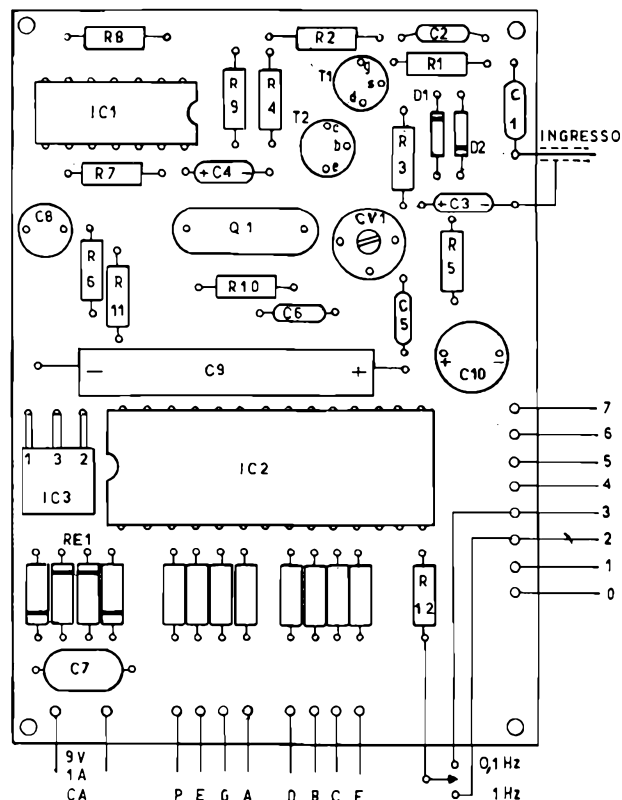 R8
R2
C2
T1
g
s
d
R1
IC1
R 9
R 4
D1
C 1
T2
c
b
e
R 3
D2
INGRESSO
R7
+ C4 -
+ C3 -
C8
Q1
CV1
R 5
R 6
R 11
R10
C6
C 5
- C9 +
+ C10 -
7
6
5
4
3
2
1
0
1 3 2
IC3
IC2
RE1
R 12
C7
9V
1A
CA
P E G A D B C F
0,1 Hz
1 Hz